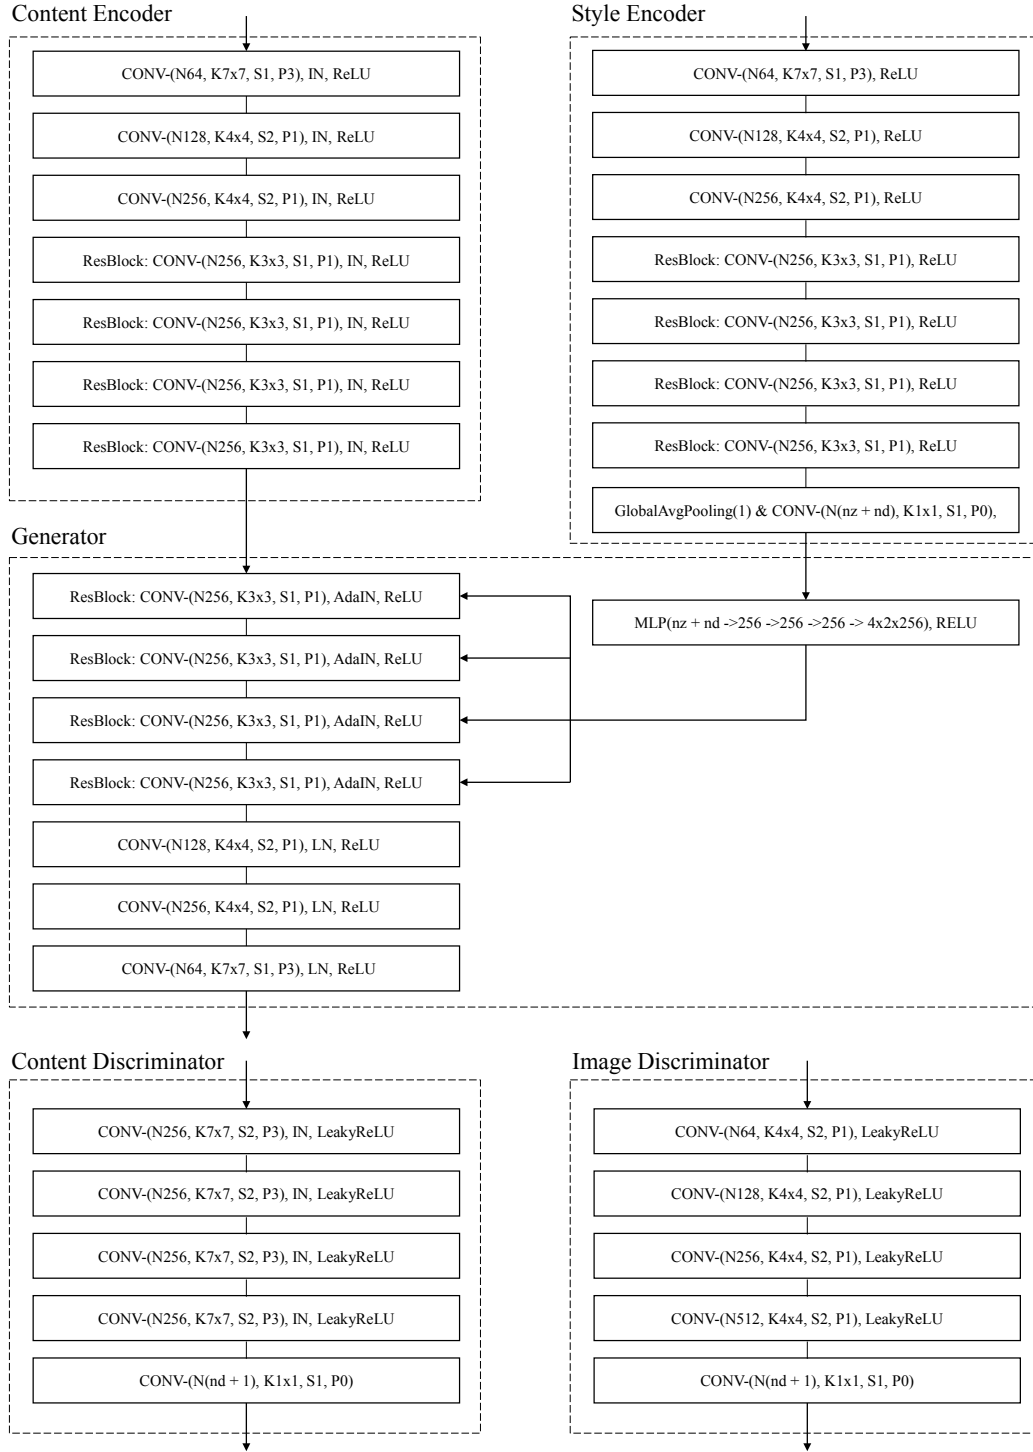 Content Encoder
CONV-(N64, K7x7, S1, P3), IN, ReLU
CONV-(N128, K4x4, S2, P1), IN, ReLU
CONV-(N256, K4x4, S2, P1), IN, ReLU
ResBlock: CONV-(N256, K3x3, S1, P1), IN, ReLU
ResBlock: CONV-(N256, K3x3, S1, P1), IN, ReLU
ResBlock: CONV-(N256, K3x3, S1, P1), IN, ReLU
ResBlock: CONV-(N256, K3x3, S1, P1), IN, ReLU
Style Encoder
CONV-(N64, K7x7, S1, P3), ReLU
CONV-(N128, K4x4, S2, P1), ReLU
CONV-(N256, K4x4, S2, P1), ReLU
ResBlock: CONV-(N256, K3x3, S1, P1), ReLU
ResBlock: CONV-(N256, K3x3, S1, P1), ReLU
ResBlock: CONV-(N256, K3x3, S1, P1), ReLU
ResBlock: CONV-(N256, K3x3, S1, P1), ReLU
GlobalAvgPooling(1) & CONV-(N(nz + nd), K1x1, S1, P0),
Generator
ResBlock: CONV-(N256, K3x3, S1, P1), AdaIN, ReLU
ResBlock: CONV-(N256, K3x3, S1, P1), AdaIN, ReLU
ResBlock: CONV-(N256, K3x3, S1, P1), AdaIN, ReLU
ResBlock: CONV-(N256, K3x3, S1, P1), AdaIN, ReLU
CONV-(N128, K4x4, S2, P1), LN, ReLU
CONV-(N256, K4x4, S2, P1), LN, ReLU
CONV-(N64, K7x7, S1, P3), LN, ReLU
MLP(nz + nd ->256 ->256 ->256 -> 4x2x256), RELU
Content Discriminator
CONV-(N256, K7x7, S2, P3), IN, LeakyReLU
CONV-(N256, K7x7, S2, P3), IN, LeakyReLU
CONV-(N256, K7x7, S2, P3), IN, LeakyReLU
CONV-(N256, K7x7, S2, P3), IN, LeakyReLU
CONV-(N(nd + 1), K1x1, S1, P0)
Image Discriminator
CONV-(N64, K4x4, S2, P1), LeakyReLU
CONV-(N128, K4x4, S2, P1), LeakyReLU
CONV-(N256, K4x4, S2, P1), LeakyReLU
CONV-(N512, K4x4, S2, P1), LeakyReLU
CONV-(N(nd + 1), K1x1, S1, P0)